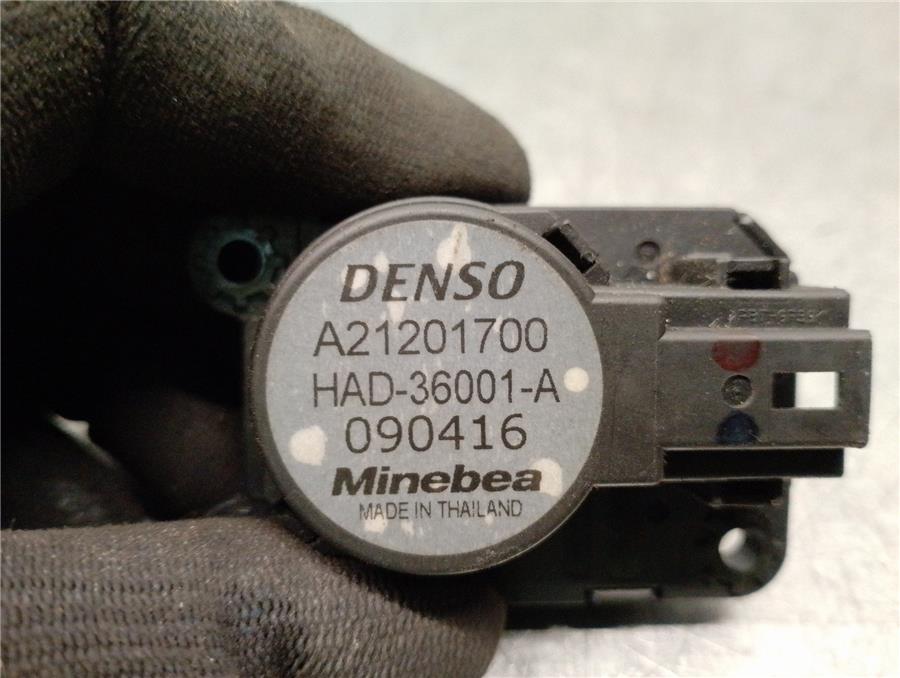 DENSO
A21201700
HAD-36001-A
090416
Minebea
MADE IN THAILAND